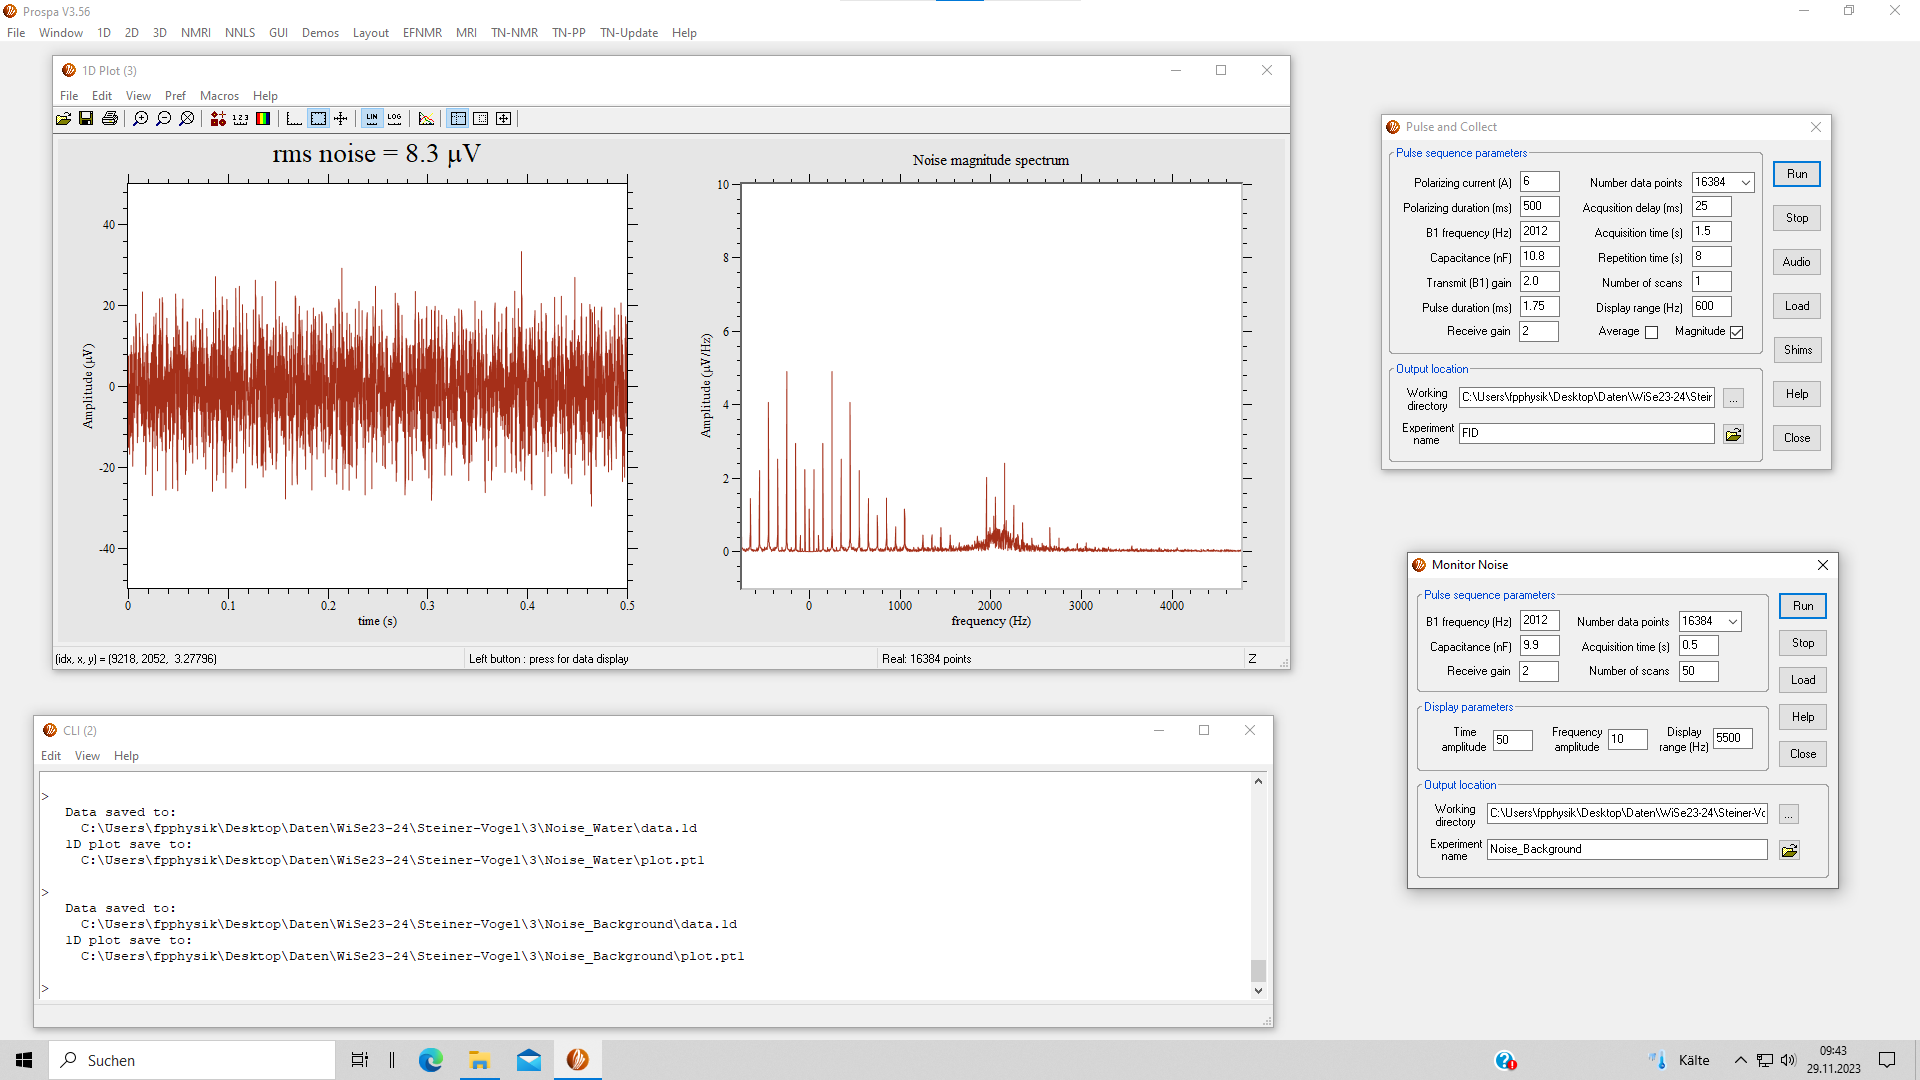 Prospa V3.56
File Window 1D 2D 3D NMRI NNLS GUI Demos Layout EFNMR MRI TN-NMR TN-PP TN-Update Help
1D Plot (3)
File Edit View Pref Macros Help
1 2 3 LIN LOG
rms noise = 8.3 µV
Amplitude (µV)
40
20
0
-20
-40
0 0.1 0.2 0.3 0.4 0.5
time (s)
Noise magnitude spectrum
Amplitude (µV/Hz)
10
8
6
4
2
0
0 1000 2000 3000 4000
frequency (Hz)
(idx, x, y) = (9218, 2052, 3.27796) Left button : press for data display Real: 16384 points Z
CLI (2)
Edit View Help
>
Data saved to:
C:\Users\fpphysik\Desktop\Daten\WiSe23-24\Steiner-Vogel\3\Noise_Water\data.1d
1D plot save to:
C:\Users\fpphysik\Desktop\Daten\WiSe23-24\Steiner-Vogel\3\Noise_Water\plot.pt1
>
Data saved to:
C:\Users\fpphysik\Desktop\Daten\WiSe23-24\Steiner-Vogel\3\Noise_Background\data.1d
1D plot save to:
C:\Users\fpphysik\Desktop\Daten\WiSe23-24\Steiner-Vogel\3\Noise_Background\plot.pt1
>
Pulse and Collect
Pulse sequence parameters
Polarizing current (A) 6 Number data points 16384
Polarizing duration (ms) 500 Acqusition delay (ms) 25
B1 frequency (Hz) 2012 Acquisition time (s) 1.5
Capacitance (nF) 10.8 Repetition time (s) 8
Transmit (B1) gain 2.0 Number of scans 1
Pulse duration (ms) 1.75 Display range (Hz) 600
Receive gain 2 Average Magnitude
Output location
Working directory C:\Users\fpphysik\Desktop\Daten\WiSe23-24\Steir ...
Experiment name FID
Run
Stop
Audio
Load
Shims
Help
Close
Monitor Noise
Pulse sequence parameters
B1 frequency (Hz) 2012 Number data points 16384
Capacitance (nF) 9.9 Acquisition time (s) 0.5
Receive gain 2 Number of scans 50
Display parameters
Time amplitude 50 Frequency amplitude 10 Display range (Hz) 5500
Output location
Working directory C:\Users\fpphysik\Desktop\Daten\WiSe23-24\Steiner-Vc ...
Experiment name Noise_Background
Run
Stop
Load
Help
Close
Suchen
Kälte
09:43
29.11.2023